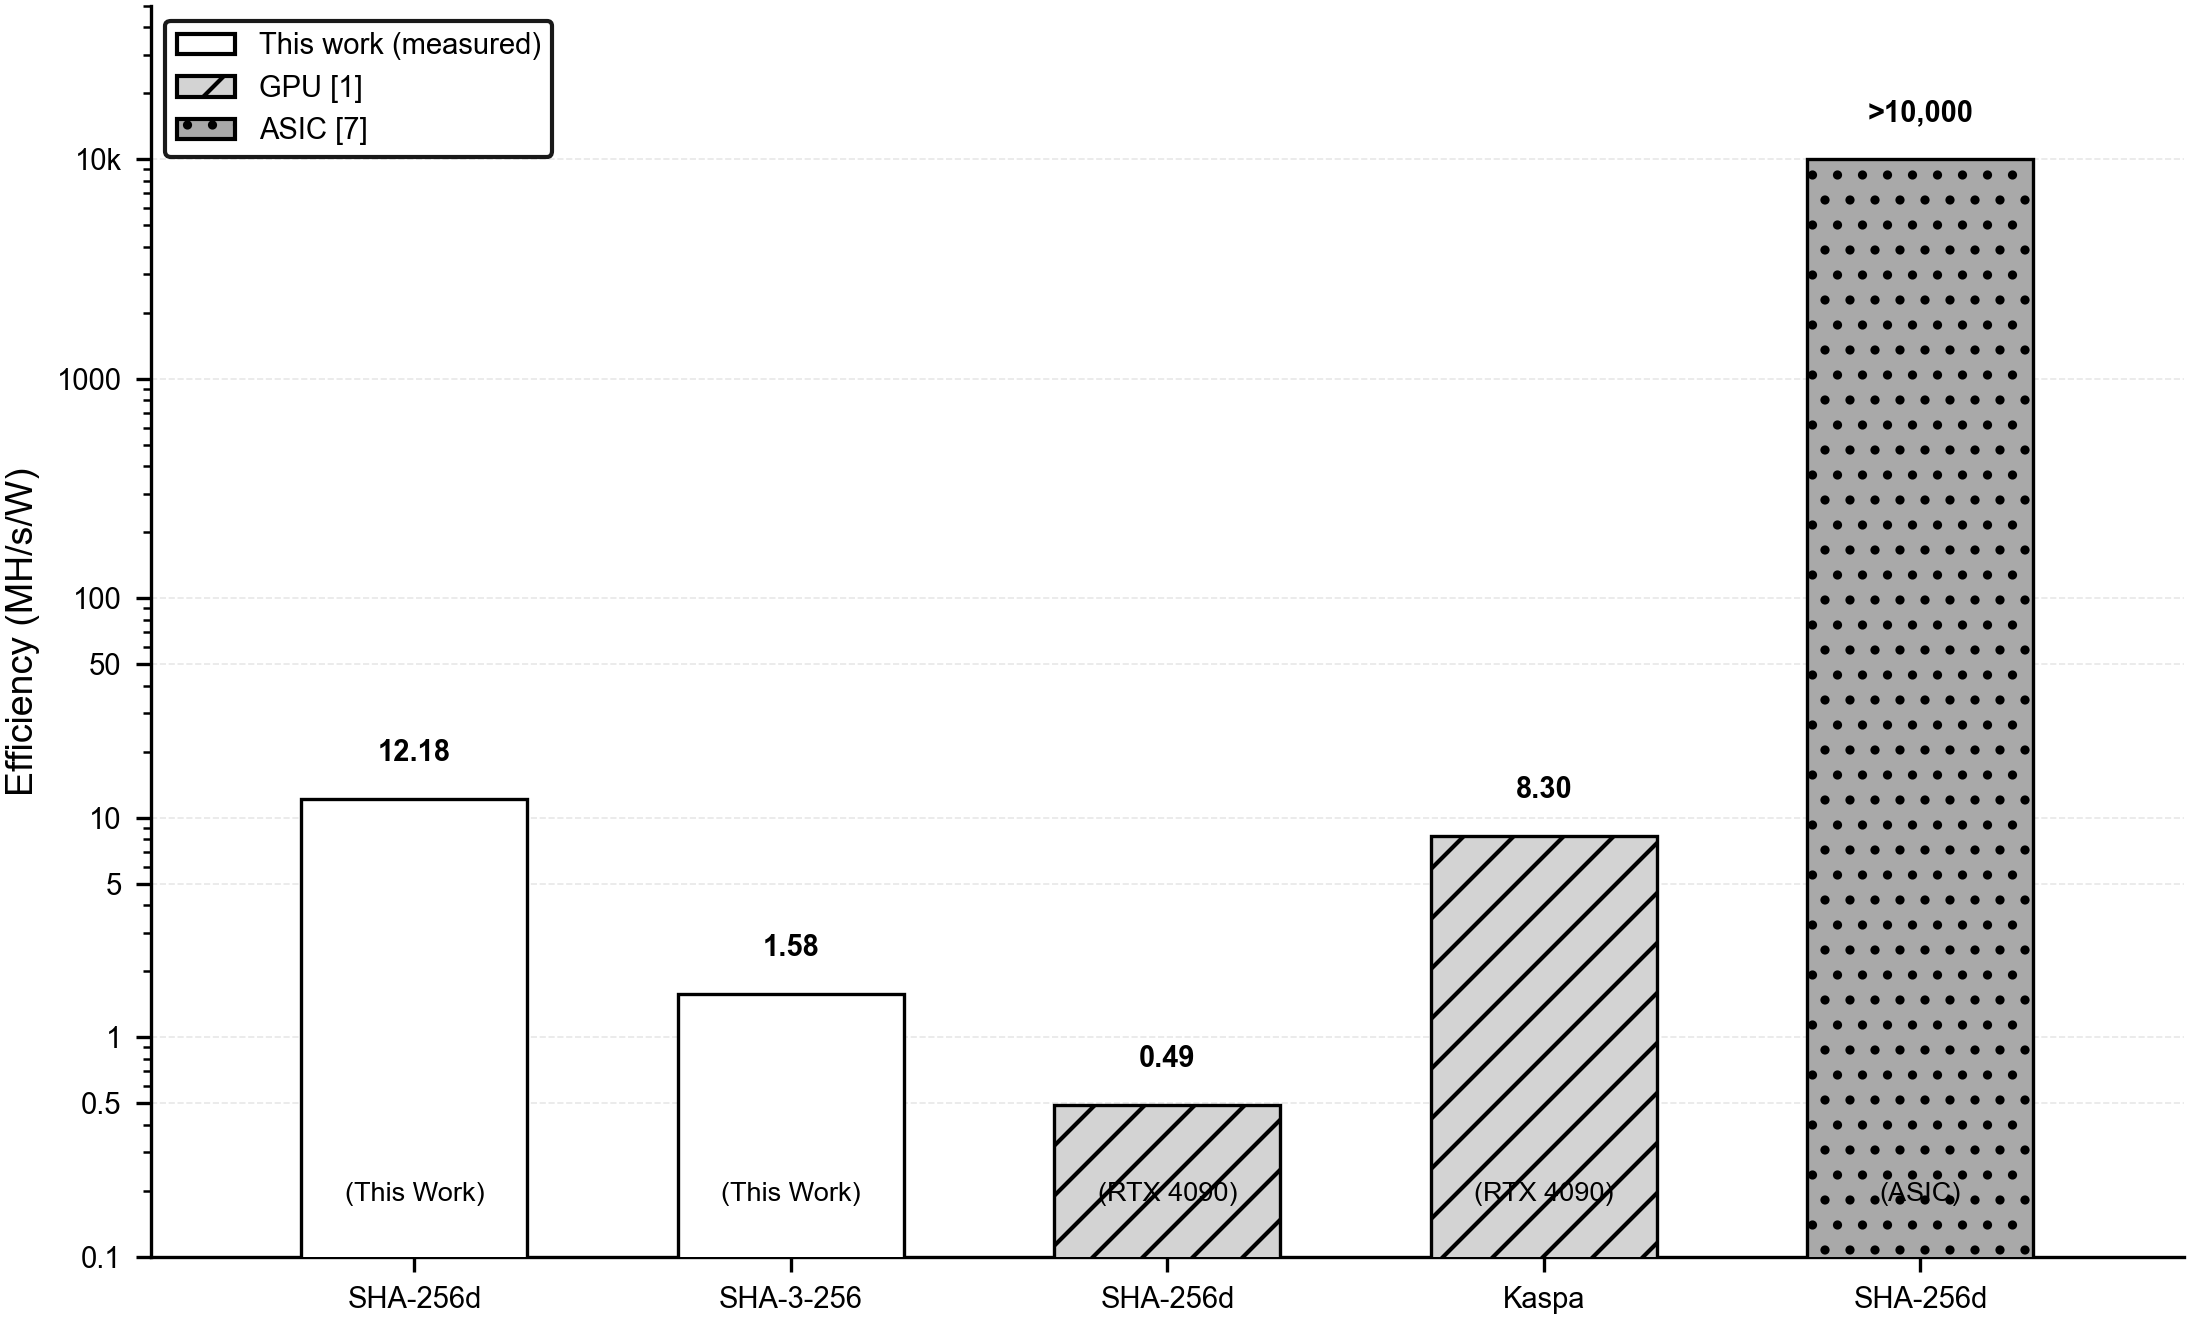 This work (measured)
GPU [1]
ASIC [7]
Efficiency (MH/s/W)
10k
1000
100
50
10
5
1
0.5
0.1
12.18
1.58
0.49
8.30
>10,000
(This Work)
(This Work)
(RTX 4090)
(RTX 4090)
(ASIC)
SHA-256d
SHA-3-256
SHA-256d
Kaspa
SHA-256d